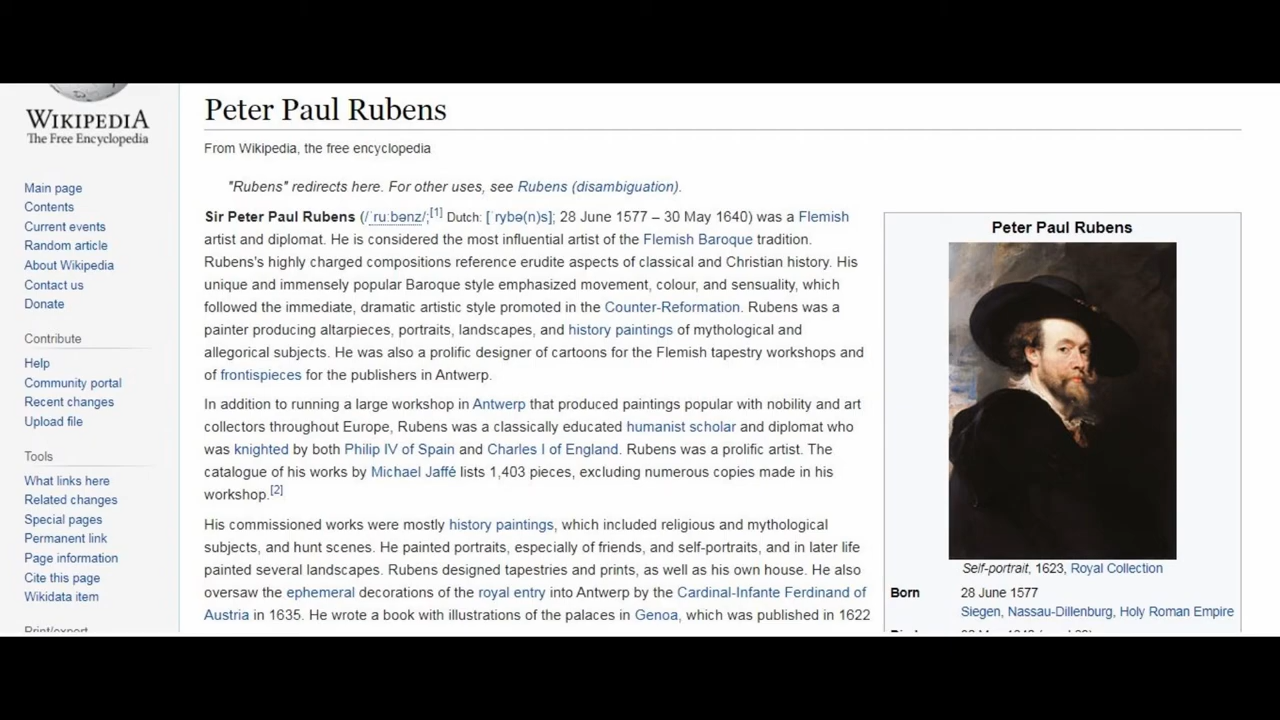 WIKIPEDIA
The Free Encyclopedia
Main page
Contents
Current events
Random article
About Wikipedia
Contact us
Donate
Contribute
Help
Community portal
Recent changes
Upload file
Tools
What links here
Related changes
Special pages
Permanent link
Page information
Cite this page
Wikidata item
Print/export
Peter Paul Rubens
From Wikipedia, the free encyclopedia
"Rubens" redirects here. For other uses, see Rubens (disambiguation).
Sir Peter Paul Rubens (/ˈruːbənz/;[1] Dutch: [ˈrybə(n)s]; 28 June 1577 – 30 May 1640) was a Flemish
artist and diplomat. He is considered the most influential artist of the Flemish Baroque tradition.
Rubens's highly charged compositions reference erudite aspects of classical and Christian history. His
unique and immensely popular Baroque style emphasized movement, colour, and sensuality, which
followed the immediate, dramatic artistic style promoted in the Counter-Reformation. Rubens was a
painter producing altarpieces, portraits, landscapes, and history paintings of mythological and
allegorical subjects. He was also a prolific designer of cartoons for the Flemish tapestry workshops and
of frontispieces for the publishers in Antwerp.
In addition to running a large workshop in Antwerp that produced paintings popular with nobility and art
collectors throughout Europe, Rubens was a classically educated humanist scholar and diplomat who
was knighted by both Philip IV of Spain and Charles I of England. Rubens was a prolific artist. The
catalogue of his works by Michael Jaffé lists 1,403 pieces, excluding numerous copies made in his
workshop.[2]
His commissioned works were mostly history paintings, which included religious and mythological
subjects, and hunt scenes. He painted portraits, especially of friends, and self-portraits, and in later life
painted several landscapes. Rubens designed tapestries and prints, as well as his own house. He also
oversaw the ephemeral decorations of the royal entry into Antwerp by the Cardinal-Infante Ferdinand of
Austria in 1635. He wrote a book with illustrations of the palaces in Genoa, which was published in 1622
Peter Paul Rubens
Self-portrait, 1623, Royal Collection
Born 28 June 1577
Siegen, Nassau-Dillenburg, Holy Roman Empire